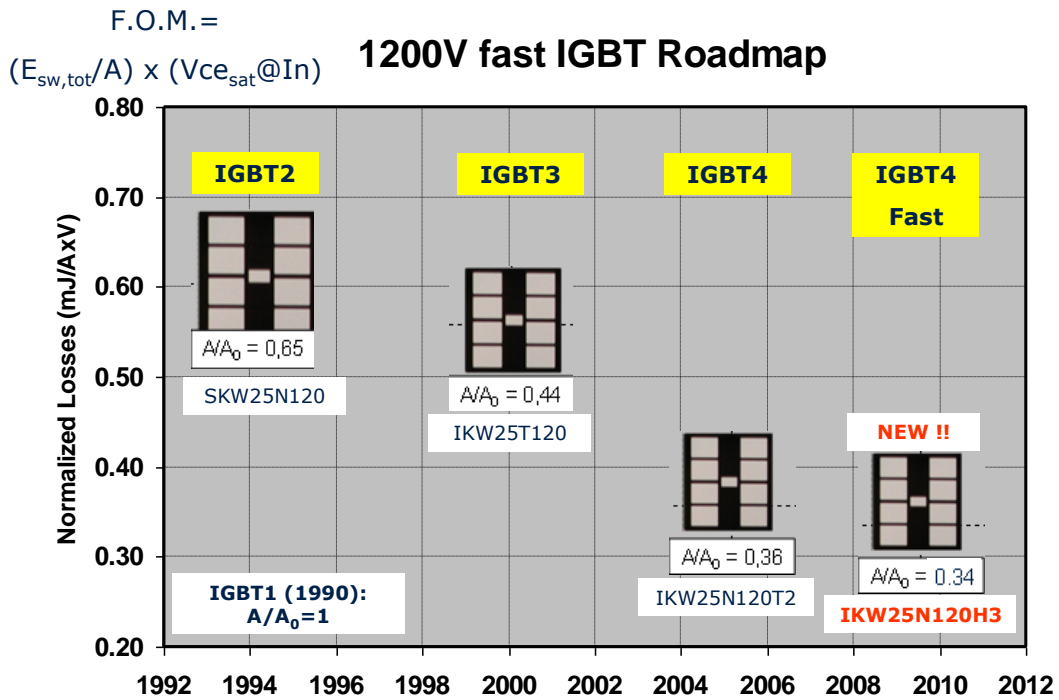 F.O.M.=
(Esw,tot/A) x (Vcesat@In)
1200V fast IGBT Roadmap
Normalized Losses (mJ/AxV)
0.80
0.70
0.60
0.50
0.40
0.30
0.20
IGBT2
A/A0 = 0,65
SKW25N120
IGBT3
A/A0 = 0,44
IKW25T120
IGBT4
A/A0 = 0,36
IKW25N120T2
IGBT4
Fast
NEW !!
A/A0 = 0.34
IKW25N120H3
IGBT1 (1990):
A/A0=1
1992 1994 1996 1998 2000 2002 2004 2006 2008 2010 2012